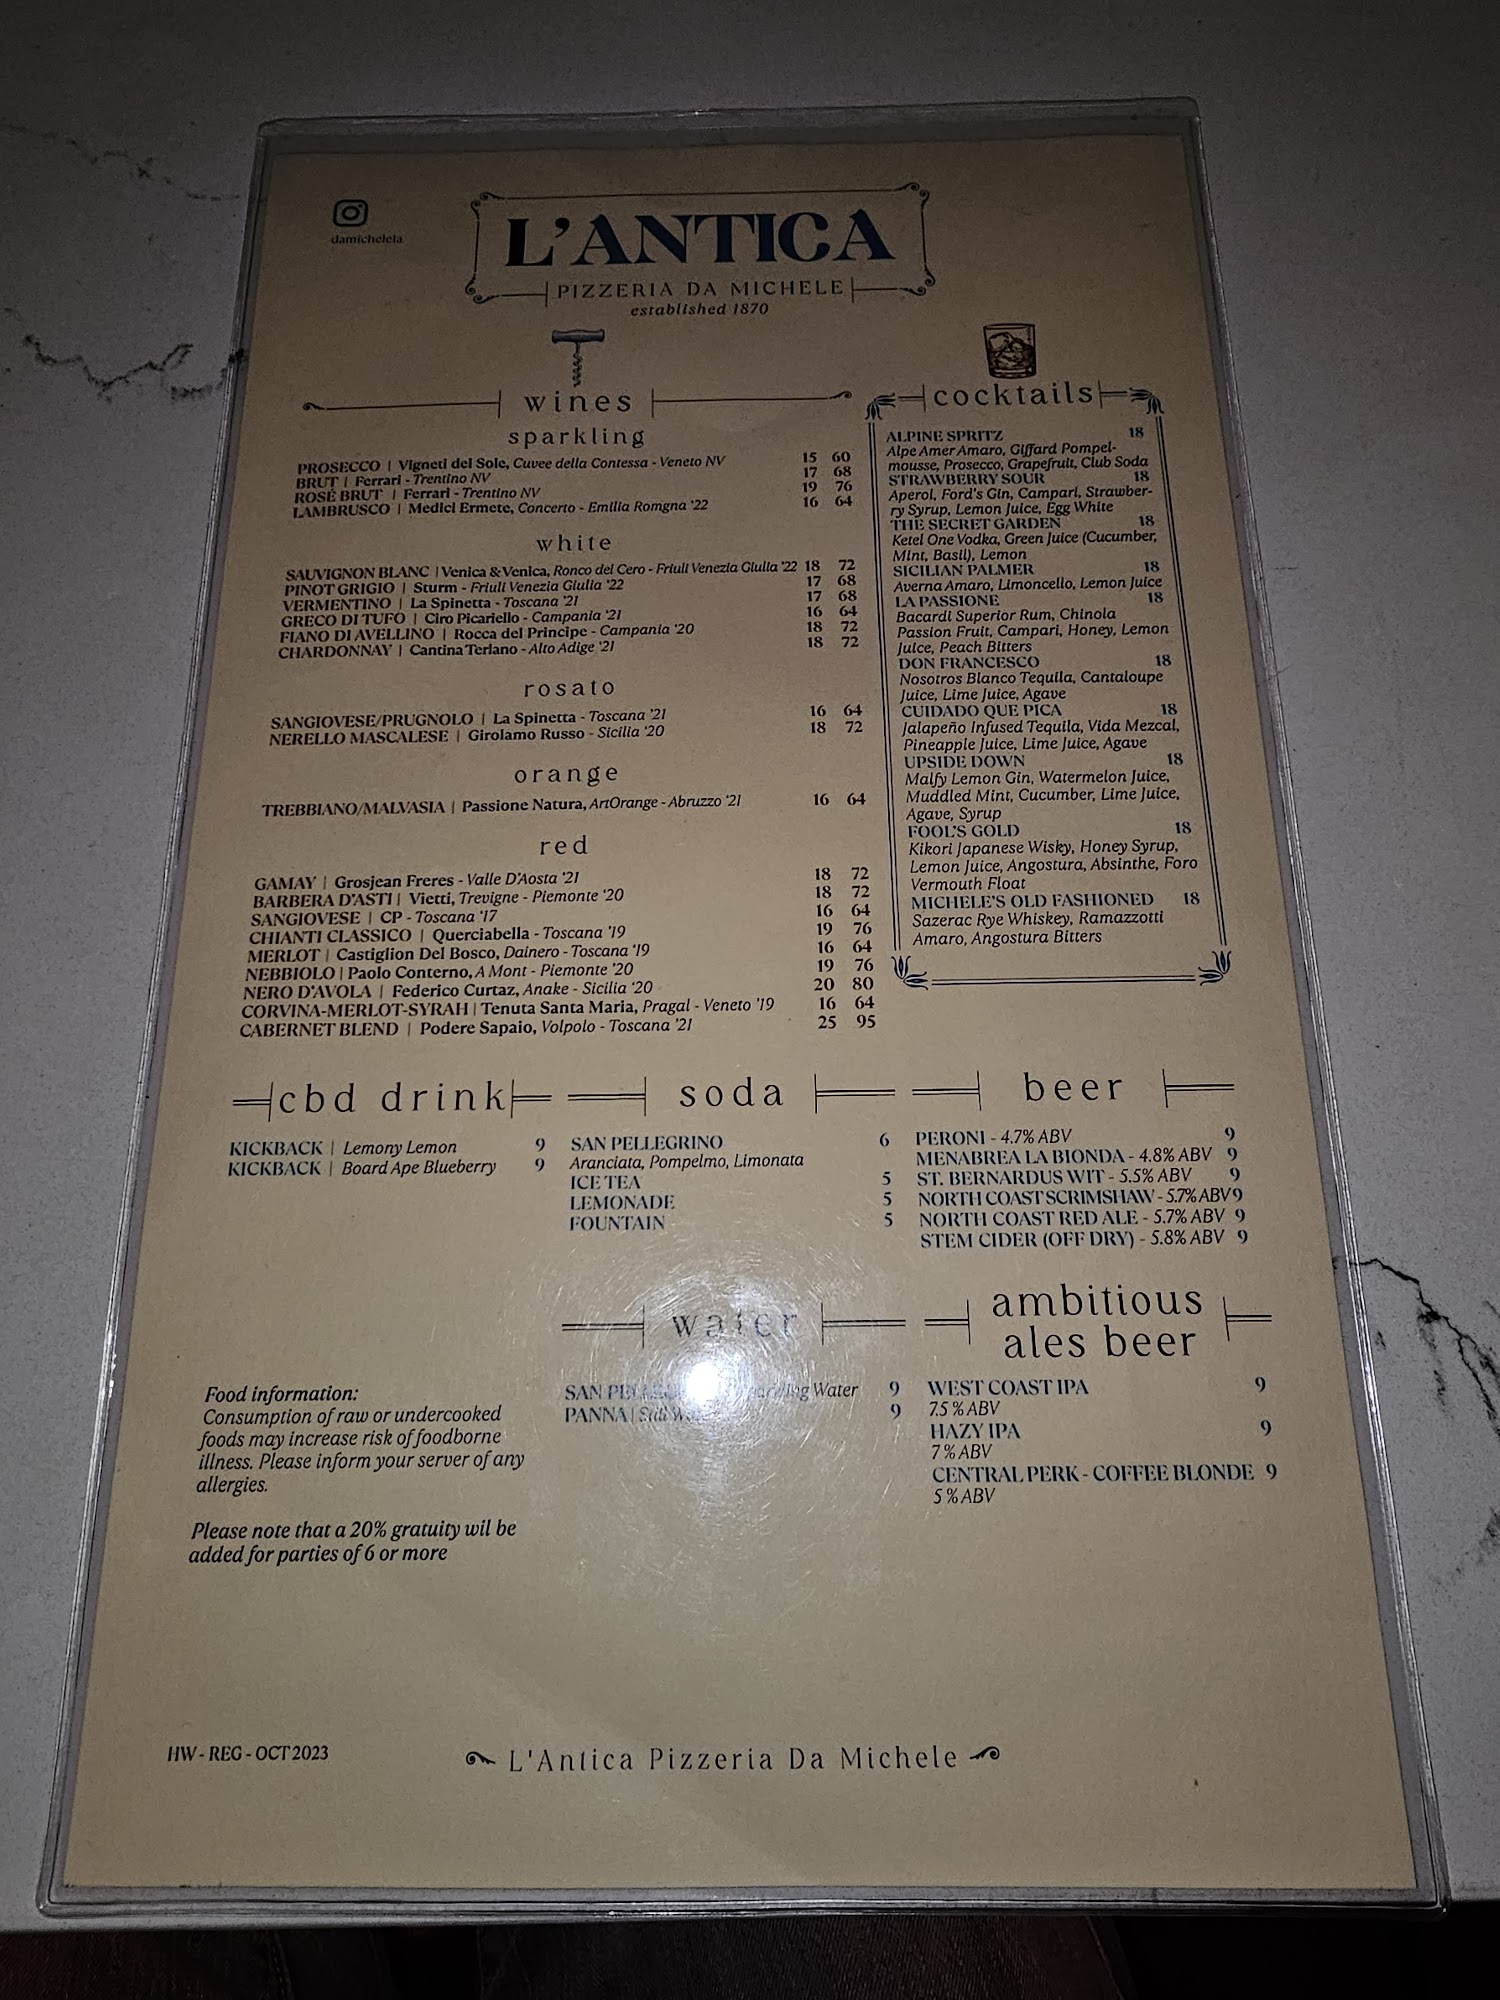 damichelela
L'ANTICA
PIZZERIA DA MICHELE
established 1870
wines
sparkling
PROSECCO | Vigneti del Sole, Cuvee della Contessa - Veneto NV 15 60
BRUT | Ferrari - Trentino NV 17 68
ROSÉ BRUT | Ferrari - Trentino NV 19 76
LAMBRUSCO | Medici Ermete, Concerto - Emilia Romgna '22 16 64
white
SAUVIGNON BLANC | Venica & Venica, Ronco del Cero - Friuli Venezia Giulia '22 18 72
PINOT GRIGIO | Sturm - Friuli Venezia Giulia '22 17 68
VERMENTINO | La Spinetta - Toscana '21 17 68
GRECO DI TUFO | Ciro Picariello - Campania '21 16 64
FIANO DI AVELLINO | Rocca del Principe - Campania '20 18 72
CHARDONNAY | Cantina Terlano - Alto Adige '21 18 72
rosato
SANGIOVESE/PRUGNOLO | La Spinetta - Toscana '21 16 64
NERELLO MASCALESE | Girolamo Russo - Sicilia '20 18 72
orange
TREBBIANO/MALVASIA | Passione Natura, ArtOrange - Abruzzo '21 16 64
red
GAMAY | Grosjean Freres - Valle D'Aosta '21 18 72
BARBERA D'ASTI | Vietti, Trevigne - Piemonte '20 18 72
SANGIOVESE | CP - Toscana '17 16 64
CHIANTI CLASSICO | Querciabella - Toscana '19 19 76
MERLOT | Castiglion Del Bosco, Dainero - Toscana '19 16 64
NEBBIOLO | Paolo Conterno, A Mont - Piemonte '20 19 76
NERO D'AVOLA | Federico Curtaz, Anake - Sicilia '20 20 80
CORVINA-MERLOT-SYRAH | Tenuta Santa Maria, Pragal - Veneto '19 16 64
CABERNET BLEND | Podere Sapaio, Volpolo - Toscana '21 25 95
cocktails
ALPINE SPRITZ 18
Alpe Amer Amaro, Giffard Pompel-
mousse, Prosecco, Grapefruit, Club Soda
STRAWBERRY SOUR 18
Aperol, Ford's Gin, Campari, Strawber-
ry Syrup, Lemon Juice, Egg White
THE SECRET GARDEN 18
Ketel One Vodka, Green Juice (Cucumber,
Mint, Basil), Lemon
SICILIAN PALMER 18
Averna Amaro, Limoncello, Lemon Juice
LA PASSIONE 18
Bacardi Superior Rum, Chinola
Passion Fruit, Campari, Honey, Lemon
Juice, Peach Bitters
DON FRANCESCO 18
Nosotros Blanco Tequila, Cantaloupe
Juice, Lime Juice, Agave
CUIDADO QUE PICA 18
Jalapeño Infused Tequila, Vida Mezcal,
Pineapple Juice, Lime Juice, Agave
UPSIDE DOWN 18
Malfy Lemon Gin, Watermelon Juice,
Muddled Mint, Cucumber, Lime Juice,
Agave, Syrup
FOOL'S GOLD 18
Kikori Japanese Wisky, Honey Syrup,
Lemon Juice, Angostura, Absinthe, Foro
Vermouth Float
MICHELE'S OLD FASHIONED 18
Sazerac Rye Whiskey, Ramazzotti
Amaro, Angostura Bitters
cbd drink
KICKBACK | Lemony Lemon 9
KICKBACK | Board Ape Blueberry 9
soda
SAN PELLEGRINO 6
Aranciata, Pompelmo, Limonata
ICE TEA 5
LEMONADE 5
FOUNTAIN 5
beer
PERONI - 4.7% ABV 9
MENABREA LA BIONDA - 4.8% ABV 9
ST. BERNARDUS WIT - 5.5% ABV 9
NORTH COAST SCRIMSHAW - 5.7% ABV 9
NORTH COAST RED ALE - 5.7% ABV 9
STEM CIDER (OFF DRY) - 5.8% ABV 9
water
SAN Sparkling Water 9
PANNA | Still 9
ambitious
ales beer
WEST COAST IPA 9
7.5 % ABV
HAZY IPA 9
7 % ABV
CENTRAL PERK - COFFEE BLONDE 9
5 % ABV
Food information:
Consumption of raw or undercooked
foods may increase risk of foodborne
illness. Please inform your server of any
allergies.
Please note that a 20% gratuity wil be
added for parties of 6 or more
HW - REG - OCT 2023
L'Antica Pizzeria Da Michele